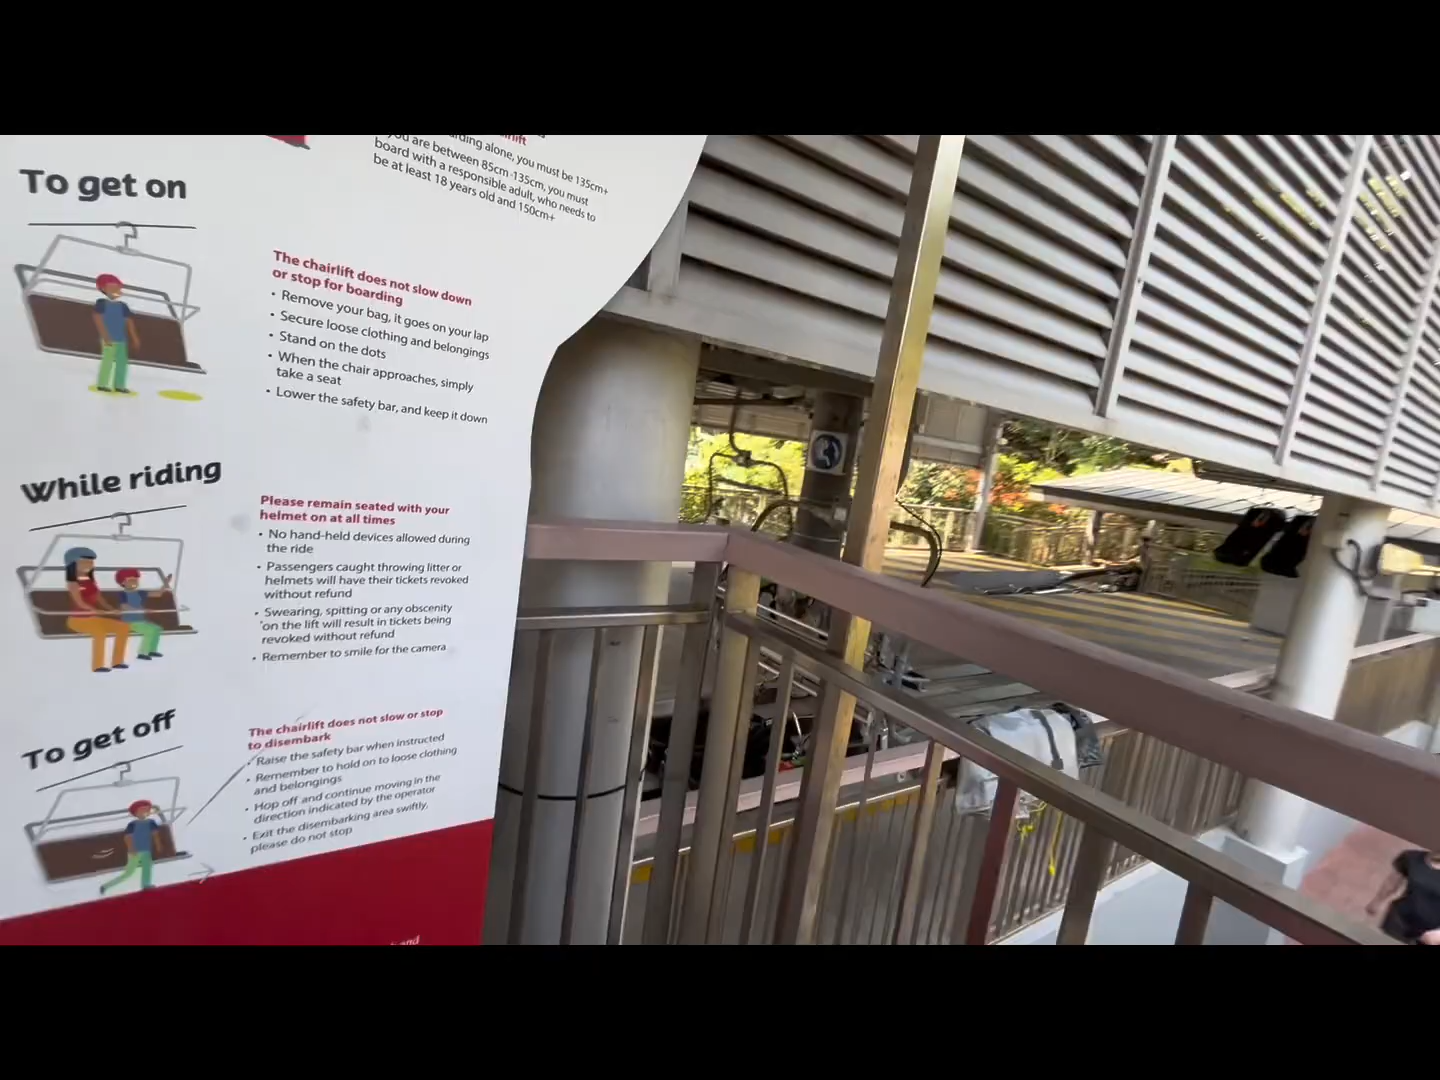 To get on
boarding alone, you must be 135cm+
you are between 85cm -135cm, you must
board with a responsible adult, who needs to
be at least 18 years old and 150cm+
The chairlift does not slow down
or stop for boarding
• Remove your bag, it goes on your lap
• Secure loose clothing and belongings
• Stand on the dots
• When the chair approaches, simply
take a seat
• Lower the safety bar, and keep it down
While riding
Please remain seated with your
helmet on at all times
• No hand-held devices allowed during
the ride
• Passengers caught throwing litter or
helmets will have their tickets revoked
without refund
• Swearing, spitting or any obscenity
on the lift will result in tickets being
revoked without refund
• Remember to smile for the camera
To get off
The chairlift does not slow or stop
to disembark
• Raise the safety bar when instructed
• Remember to hold on to loose clothing
and belongings
• Hop off and continue moving in the
direction indicated by the operator
• Exit the disembarking area swiftly,
please do not stop